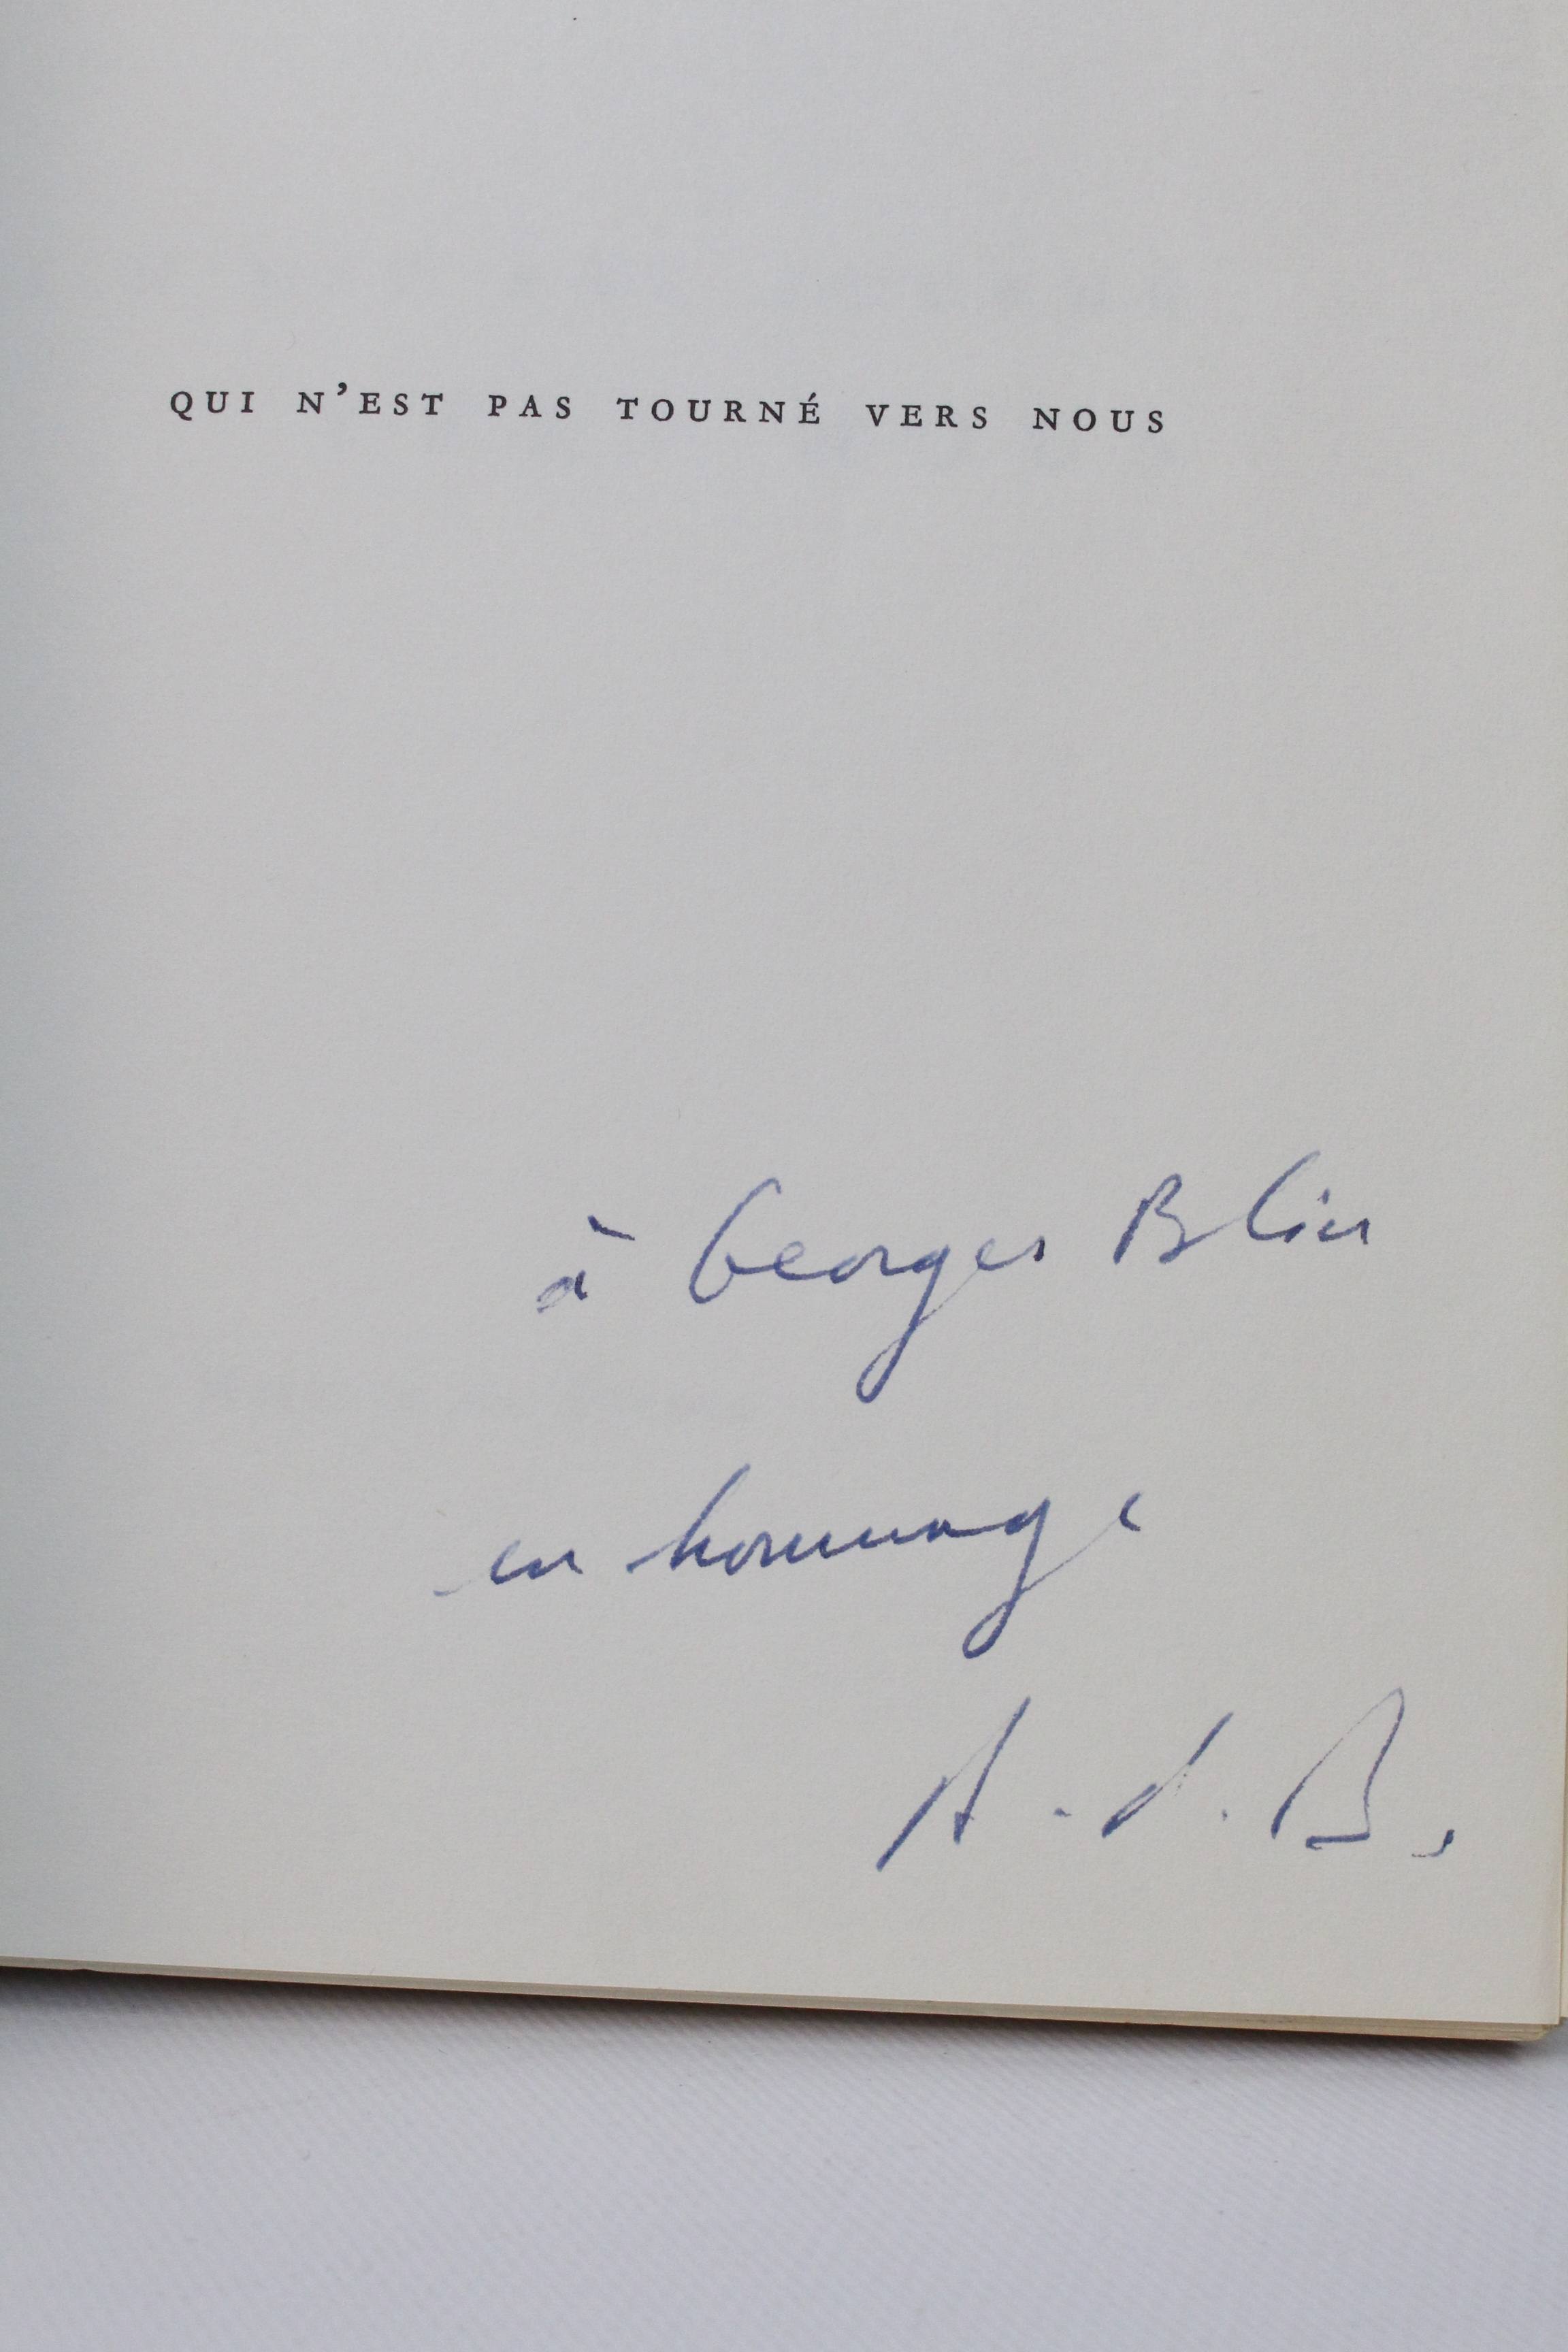 QUI N’EST PAS TOURNÉ VERS NOUS
à Georges Blin
en hommage
A. d. B.